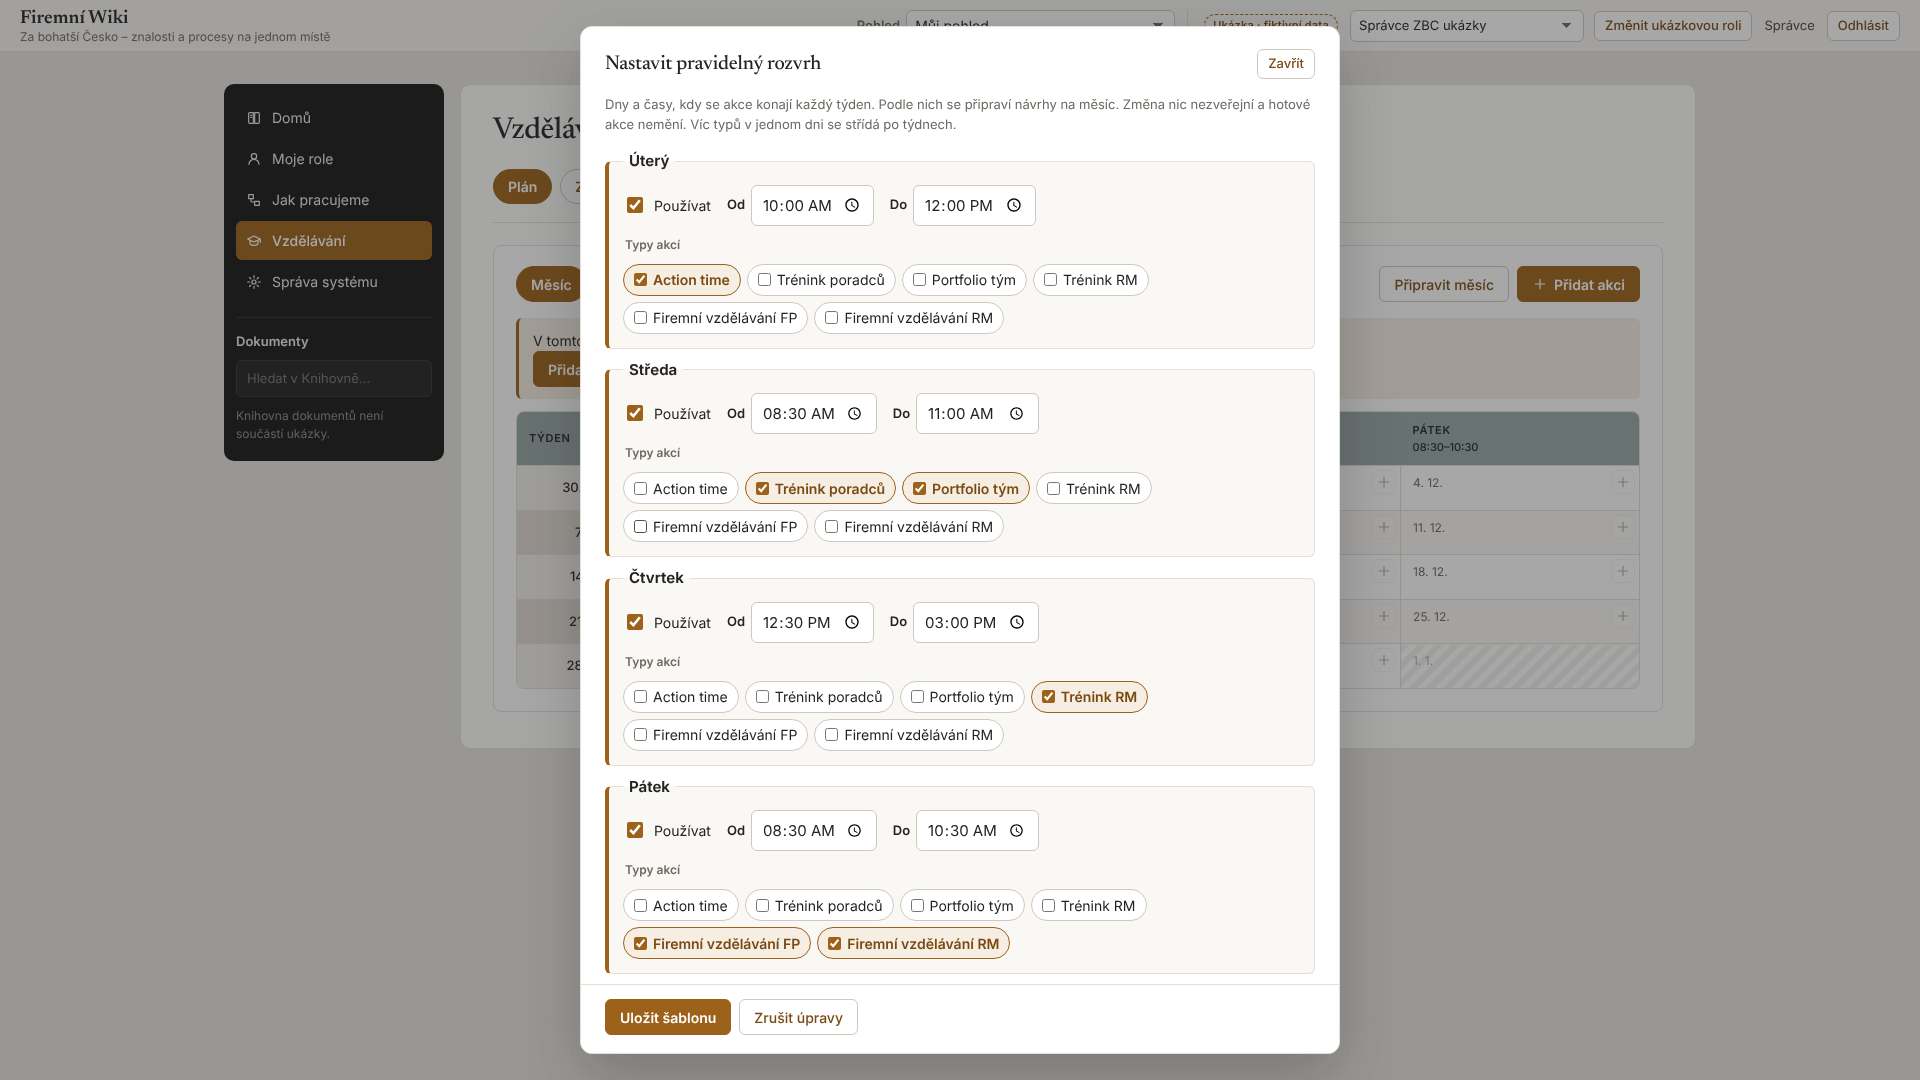 Firemní Wiki
Za bohatší Česko – znalosti a procesy na jednom místě
Správce ZBC ukázky
Změnit ukázkovou roli
Správce
Odhlásit
Domů
Moje role
Jak pracujeme
Vzdělávání
Správa systému
Dokumenty
Hledat v Knihovně...
Knihovna dokumentů není
součástí ukázky.
Plán
Měsíc
V tomto
TÝDEN
Připravit měsíc
+ Přidat akci
PÁTEK
08:30–10:30
4. 12.
11. 12.
18. 12.
25. 12.
1. 1.
Nastavit pravidelný rozvrh
Zavřít
Dny a časy, kdy se akce konají každý týden. Podle nich se připraví návrhy na měsíc. Změna nic nezveřejní a hotové
akce nemění. Víc typů v jednom dni se střídá po týdnech.
Úterý
Používat Od 10:00 AM Do 12:00 PM
Typy akcí
Action time Trénink poradců Portfolio tým Trénink RM
Firemní vzdělávání FP Firemní vzdělávání RM
Středa
Používat Od 08:30 AM Do 11:00 AM
Typy akcí
Action time Trénink poradců Portfolio tým Trénink RM
Firemní vzdělávání FP Firemní vzdělávání RM
Čtvrtek
Používat Od 12:30 PM Do 03:00 PM
Typy akcí
Action time Trénink poradců Portfolio tým Trénink RM
Firemní vzdělávání FP Firemní vzdělávání RM
Pátek
Používat Od 08:30 AM Do 10:30 AM
Typy akcí
Action time Trénink poradců Portfolio tým Trénink RM
Firemní vzdělávání FP Firemní vzdělávání RM
Uložit šablonu
Zrušit úpravy